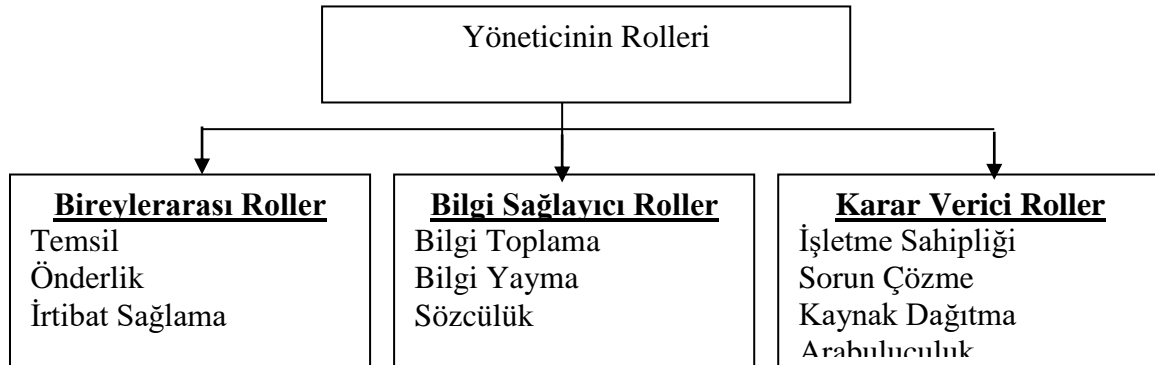 Yöneticinin Rolleri
Bireylerarası Roller
Temsil
Önderlik
İrtibat Sağlama
Bilgi Sağlayıcı Roller
Bilgi Toplama
Bilgi Yayma
Sözcülük
Karar Verici Roller
İşletme Sahipliği
Sorun Çözme
Kaynak Dağıtma
Arabuluculuk